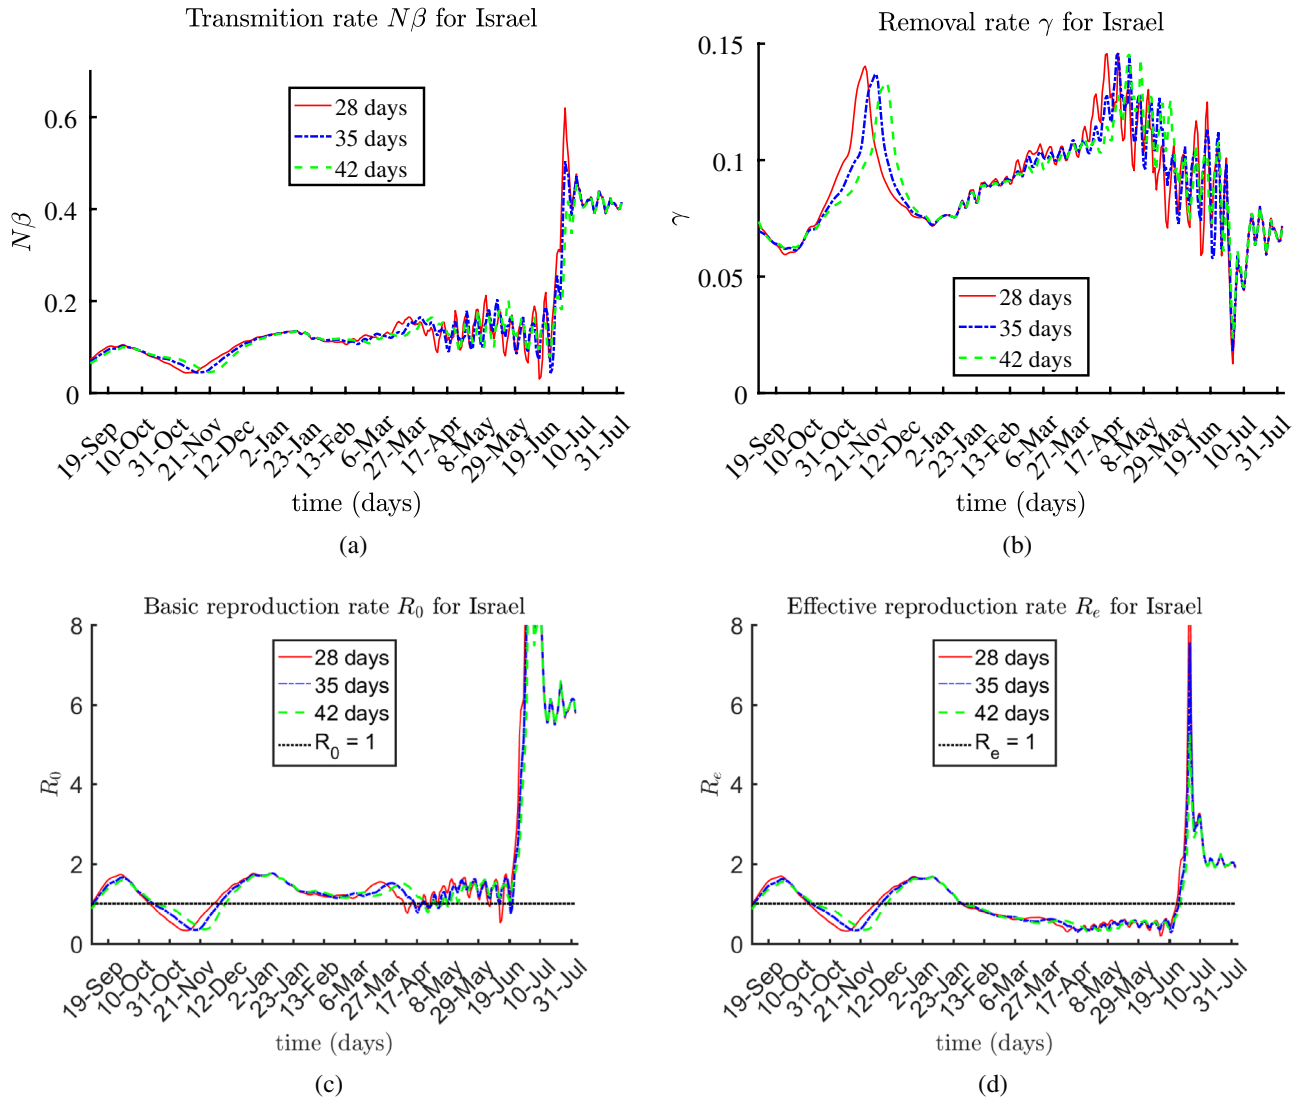 Transmition rate Nβ for Israel
0.6
0.4
0.2
0
Nβ
28 days
35 days
42 days
19-Sep
10-Oct
31-Oct
21-Nov
12-Dec
2-Jan
23-Jan
13-Feb
6-Mar
27-Mar
17-Apr
8-May
29-May
19-Jun
10-Jul
31-Jul
time (days)
(a)
Removal rate γ for Israel
0.15
0.1
0.05
0
γ
28 days
35 days
42 days
19-Sep
10-Oct
31-Oct
21-Nov
12-Dec
2-Jan
23-Jan
13-Feb
6-Mar
27-Mar
17-Apr
8-May
29-May
19-Jun
10-Jul
31-Jul
time (days)
(b)
Basic reproduction rate R0 for Israel
8
6
4
2
0
R0
28 days
35 days
42 days
R0 = 1
19-Sep
10-Oct
31-Oct
21-Nov
12-Dec
2-Jan
23-Jan
13-Feb
6-Mar
27-Mar
17-Apr
8-May
29-May
19-Jun
10-Jul
31-Jul
time (days)
(c)
Effective reproduction rate Re for Israel
8
6
4
2
0
Re
28 days
35 days
42 days
Re = 1
19-Sep
10-Oct
31-Oct
21-Nov
12-Dec
2-Jan
23-Jan
13-Feb
6-Mar
27-Mar
17-Apr
8-May
29-May
19-Jun
10-Jul
31-Jul
time (days)
(d)